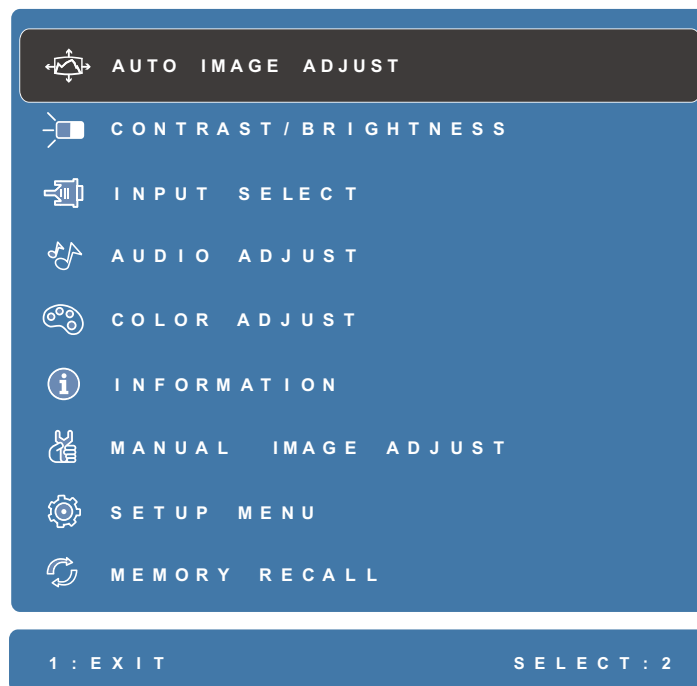 AUTO IMAGE ADJUST
CONTRAST/BRIGHTNESS
INPUT SELECT
AUDIO ADJUST
COLOR ADJUST
INFORMATION
MANUAL IMAGE ADJUST
SETUP MENU
MEMORY RECALL
1:EXIT SELECT:2